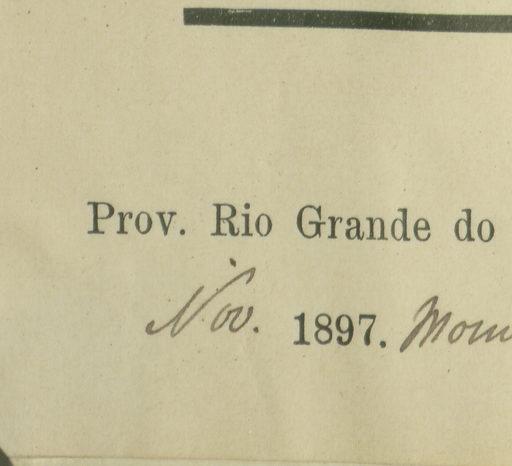 Prov. Rio Grande do
Nov. 1897.